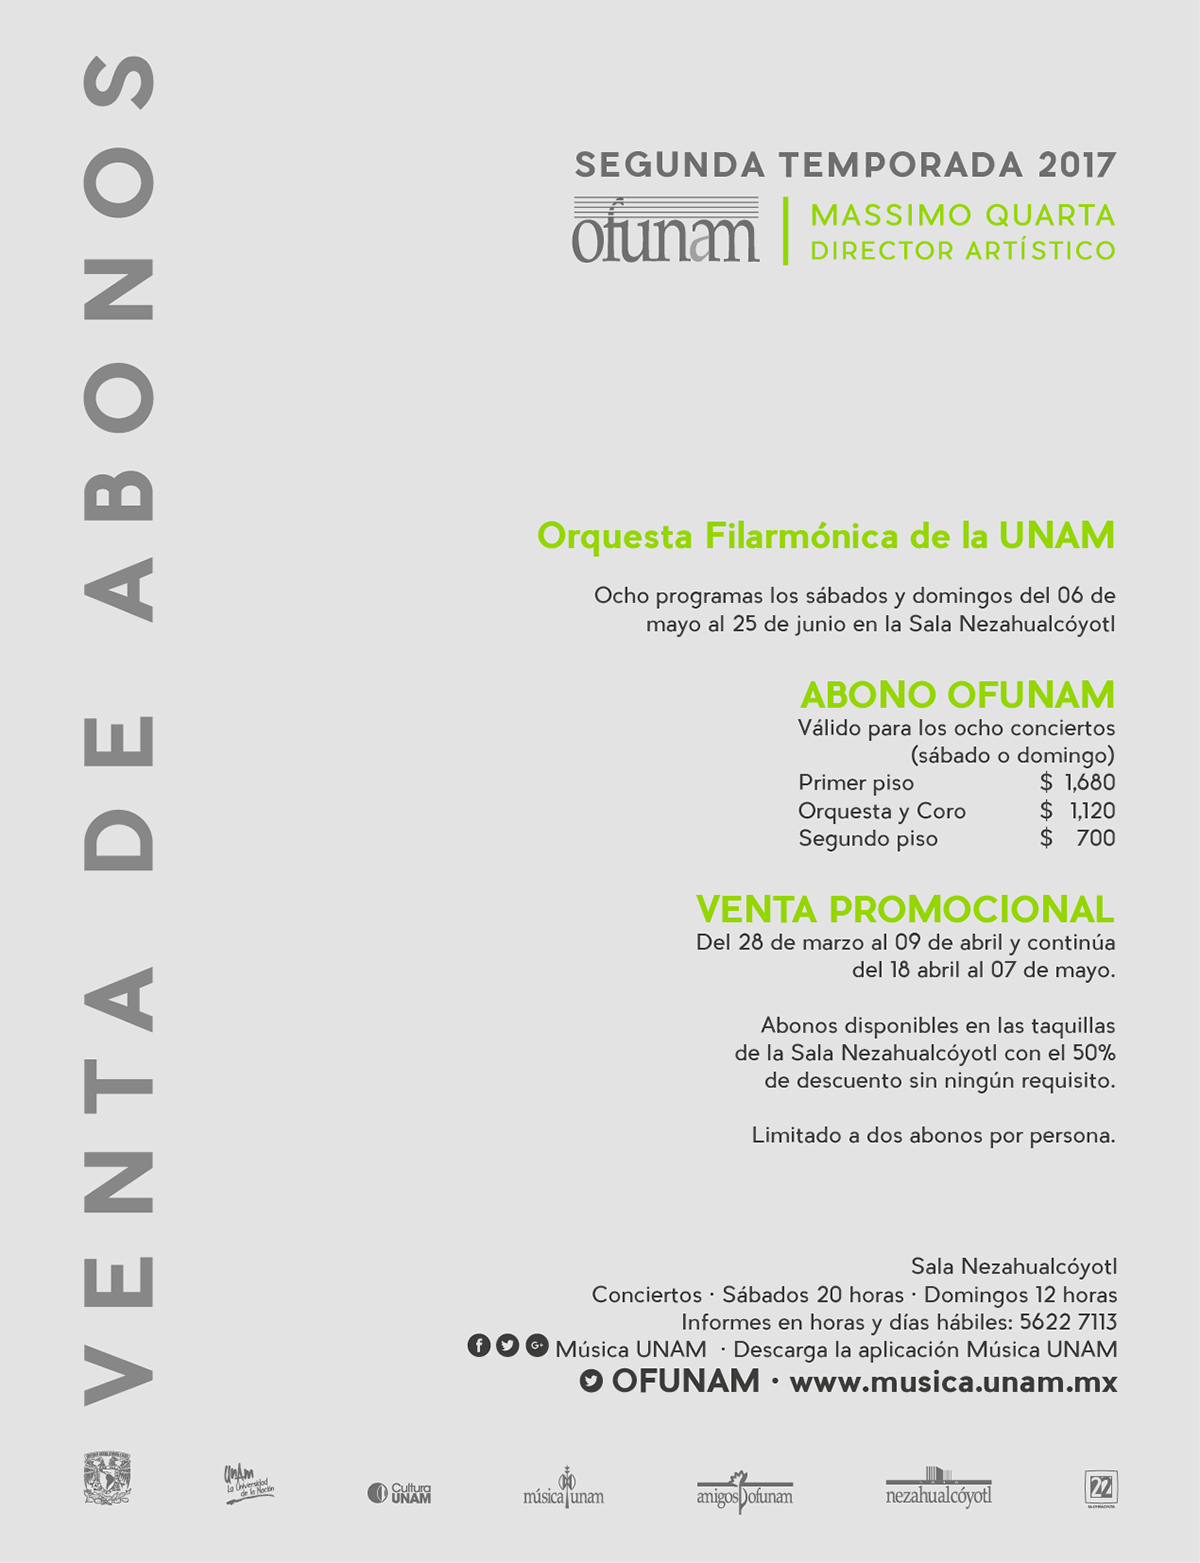 VENTA DE ABONOS
SEGUNDA TEMPORADA 2017
ofunam
MASSIMO QUARTA
DIRECTOR ARTÍSTICO
Orquesta Filarmónica de la UNAM
Ocho programas los sábados y domingos del 06 de
mayo al 25 de junio en la Sala Nezahualcóyotl
ABONO OFUNAM
Válido para los ocho conciertos
(sábado o domingo)
Primer piso $ 1,680
Orquesta y Coro $ 1,120
Segundo piso $ 700
VENTA PROMOCIONAL
Del 28 de marzo al 09 de abril y continúa
del 18 abril al 07 de mayo.
Abonos disponibles en las taquillas
de la Sala Nezahualcóyotl con el 50%
de descuento sin ningún requisito.
Limitado a dos abonos por persona.
Sala Nezahualcóyotl
Conciertos · Sábados 20 horas · Domingos 12 horas
Informes en horas y días hábiles: 5622 7113
f G+ Música UNAM · Descarga la aplicación Música UNAM
OFUNAM · www.musica.unam.mx
UNAM
La Universidad
de la Nación
Cultura
UNAM
música unam
amigos ofunam
nezahualcóyotl
22